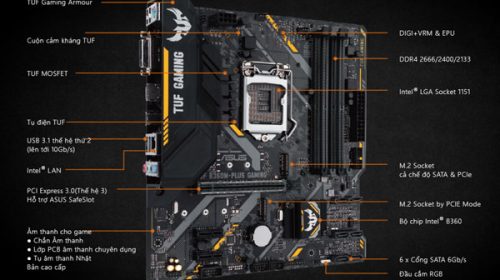 TUF Gaming Armour
Cuộn cảm kháng TUF
TUF MOSFET
Tụ điện TUF
USB 3.1 thế hệ thứ 2
(lên tới 10Gb/s)
Intel® LAN
PCI Express 3.0(Thế hệ 3)
Hỗ trợ ASUS SafeSlot
Âm thanh cho game
• Chắn Âm thanh
• Lớp PCB âm thanh chuyên dụng
• Tụ âm thanh Nhật
Bản cao cấp
TUF GAMING
ASUS
B360M-PLUS GAMING
DIGI+VRM & EPU
DDR4 2666/2400/2133
Intel® LGA Socket 1151
M.2 Socket
cả chế độ SATA & PCIe
M.2 Socket by PCIE Mode
Bộ chip Intel® B360
6 x Cổng SATA 6Gb/s
Đầu cắm RGB